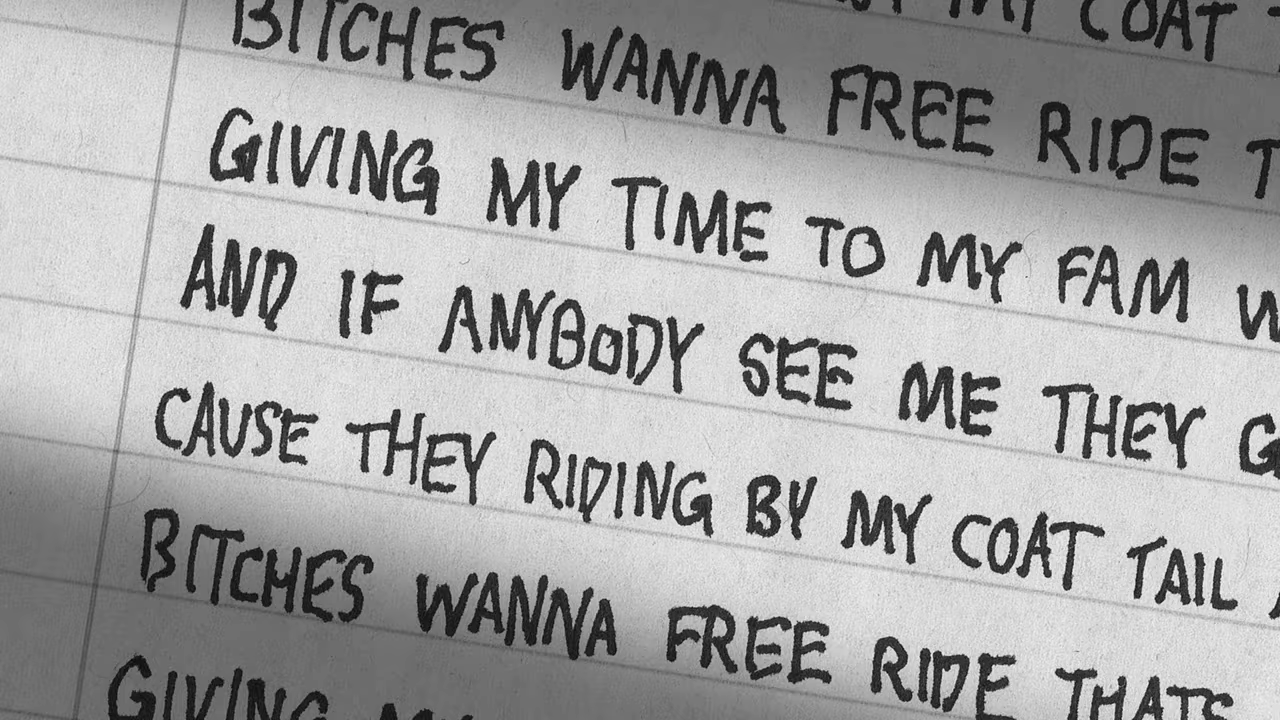 MY COAT
BITCHES WANNA FREE RIDE
GIVING MY TIME TO MY FAM
AND IF ANYBODY SEE ME THEY
CAUSE THEY RIDING BY MY COAT TAIL
BITCHES WANNA FREE RIDE THATS
GIVING